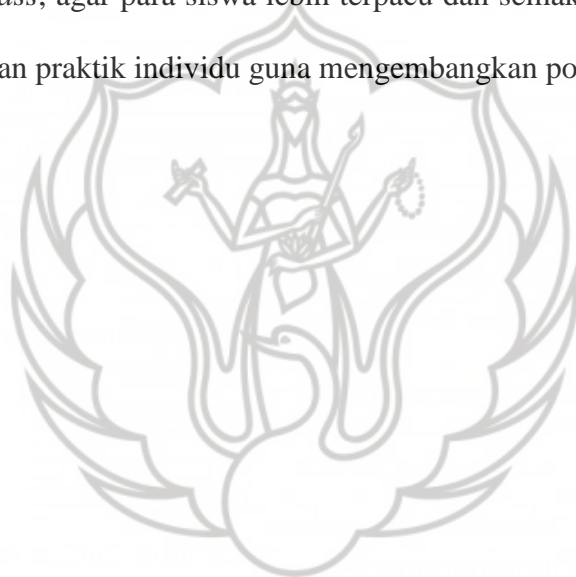 agar para siswa lebih terpacu dan
praktik individu guna mengembangkan